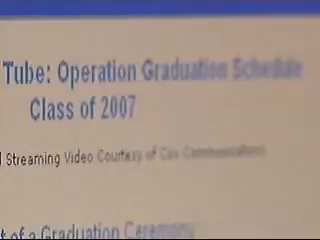 Tube: Operation Graduation Schedule
Class of 2007
Streaming Video Courtesy of Cox Communications
t of a Graduation Ceremony